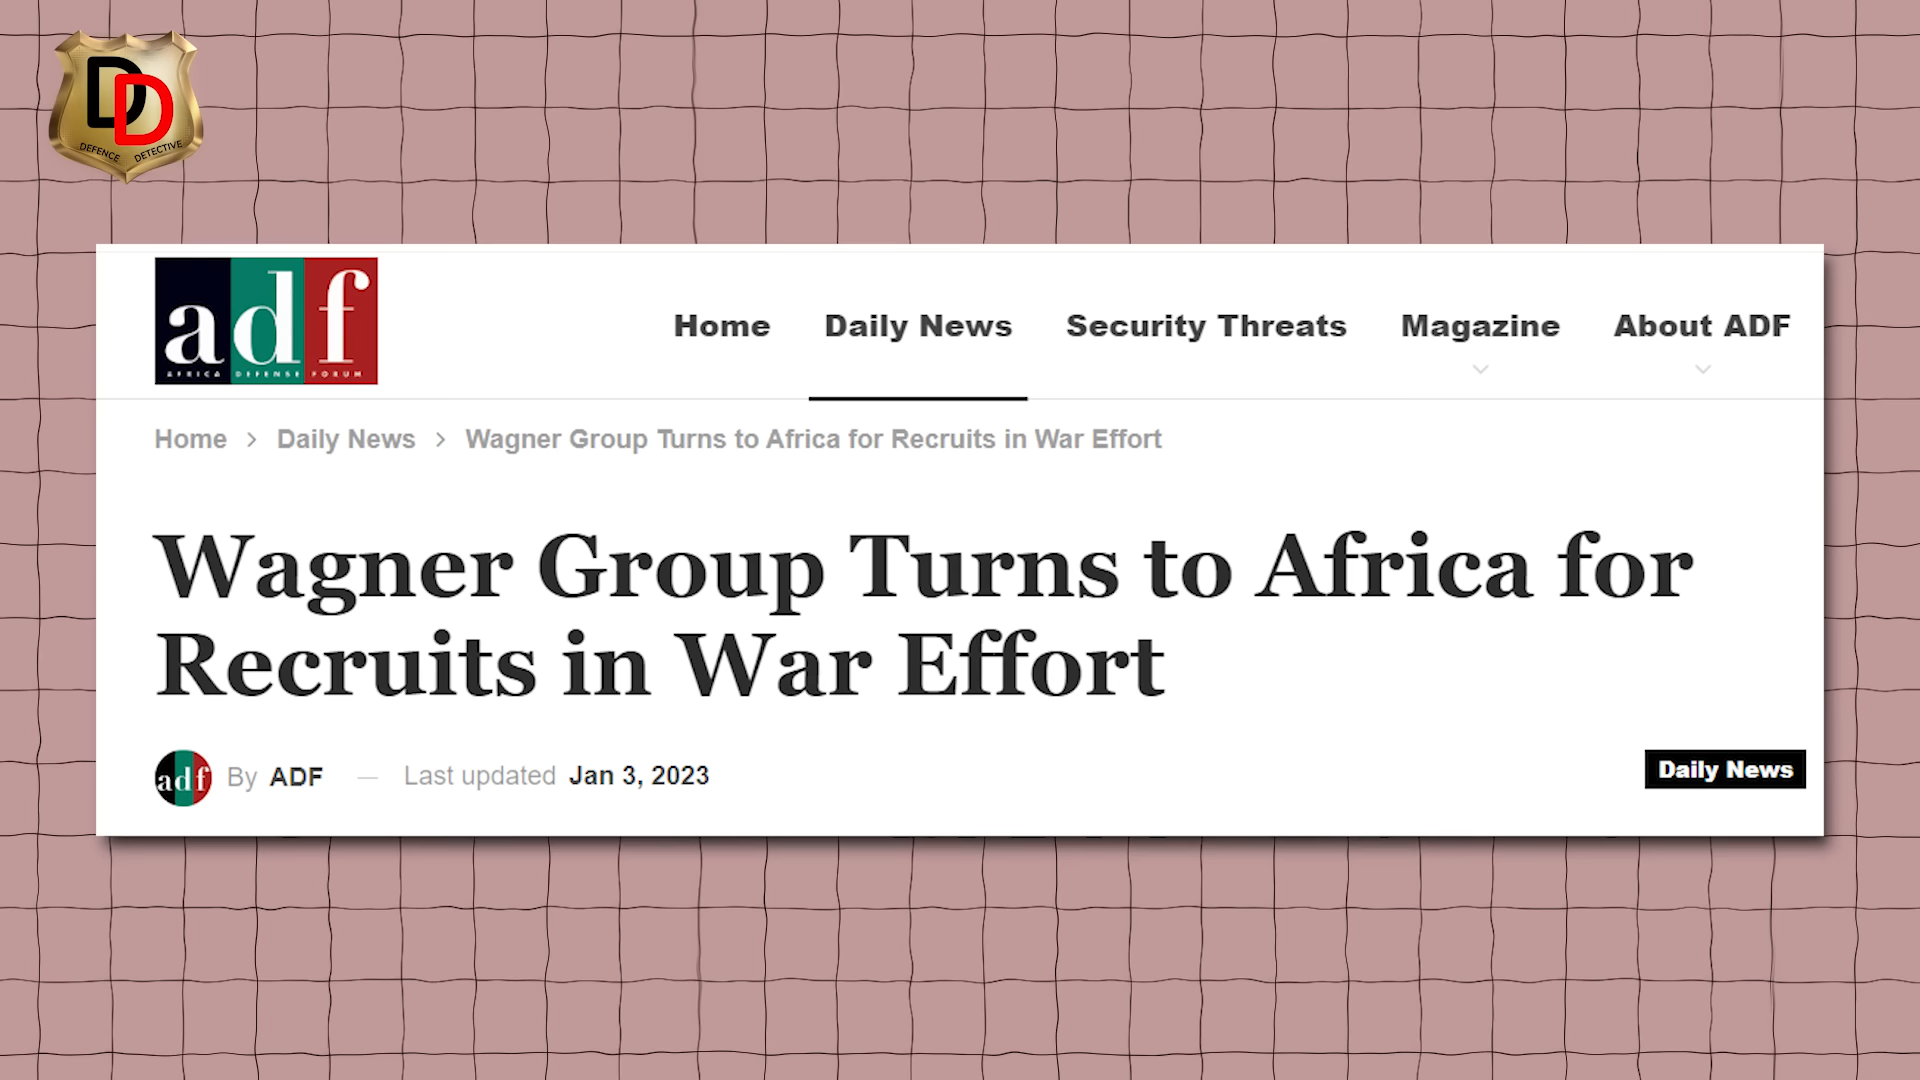 DD
DEFENCE DETECTIVE
adf
AFRICA DEFENSE FORUM
Home Daily News Security Threats Magazine About ADF
Home > Daily News > Wagner Group Turns to Africa for Recruits in War Effort
Wagner Group Turns to Africa for
Recruits in War Effort
adf By ADF — Last updated Jan 3, 2023
Daily News